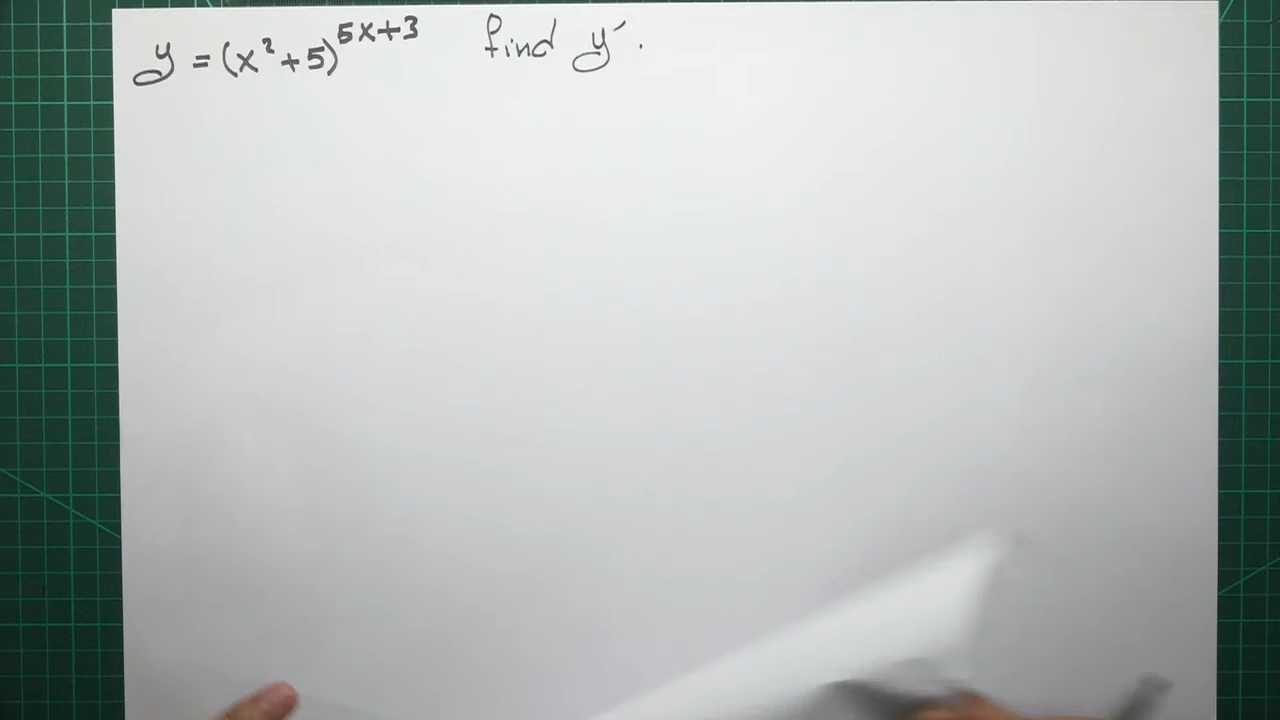 y = (x² + 5)^(5x+3) find y′.